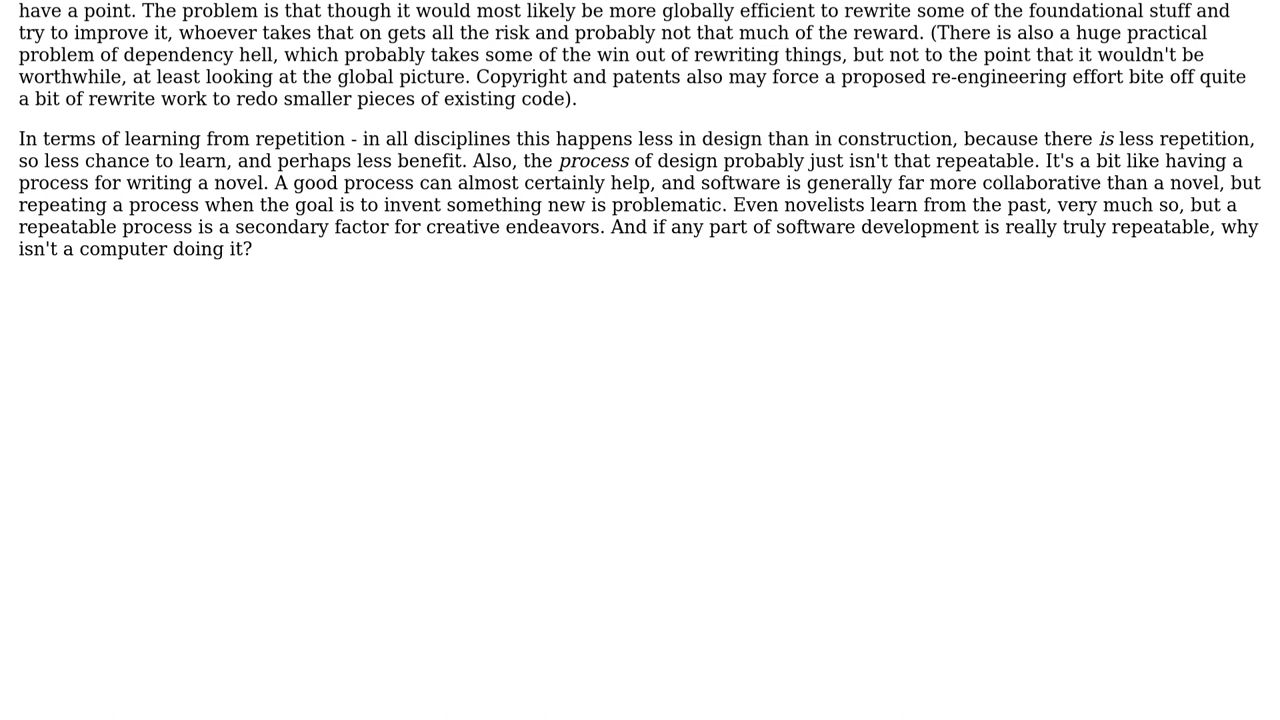 have a point. The problem is that though it would most likely be more globally efficient to rewrite some of the foundational stuff and
try to improve it, whoever takes that on gets all the risk and probably not that much of the reward. (There is also a huge practical
problem of dependency hell, which probably takes some of the win out of rewriting things, but not to the point that it wouldn't be
worthwhile, at least looking at the global picture. Copyright and patents also may force a proposed re-engineering effort bite off quite
a bit of rewrite work to redo smaller pieces of existing code).
In terms of learning from repetition - in all disciplines this happens less in design than in construction, because there is less repetition,
so less chance to learn, and perhaps less benefit. Also, the process of design probably just isn't that repeatable. It's a bit like having a
process for writing a novel. A good process can almost certainly help, and software is generally far more collaborative than a novel, but
repeating a process when the goal is to invent something new is problematic. Even novelists learn from the past, very much so, but a
repeatable process is a secondary factor for creative endeavors. And if any part of software development is really truly repeatable, why
isn't a computer doing it?